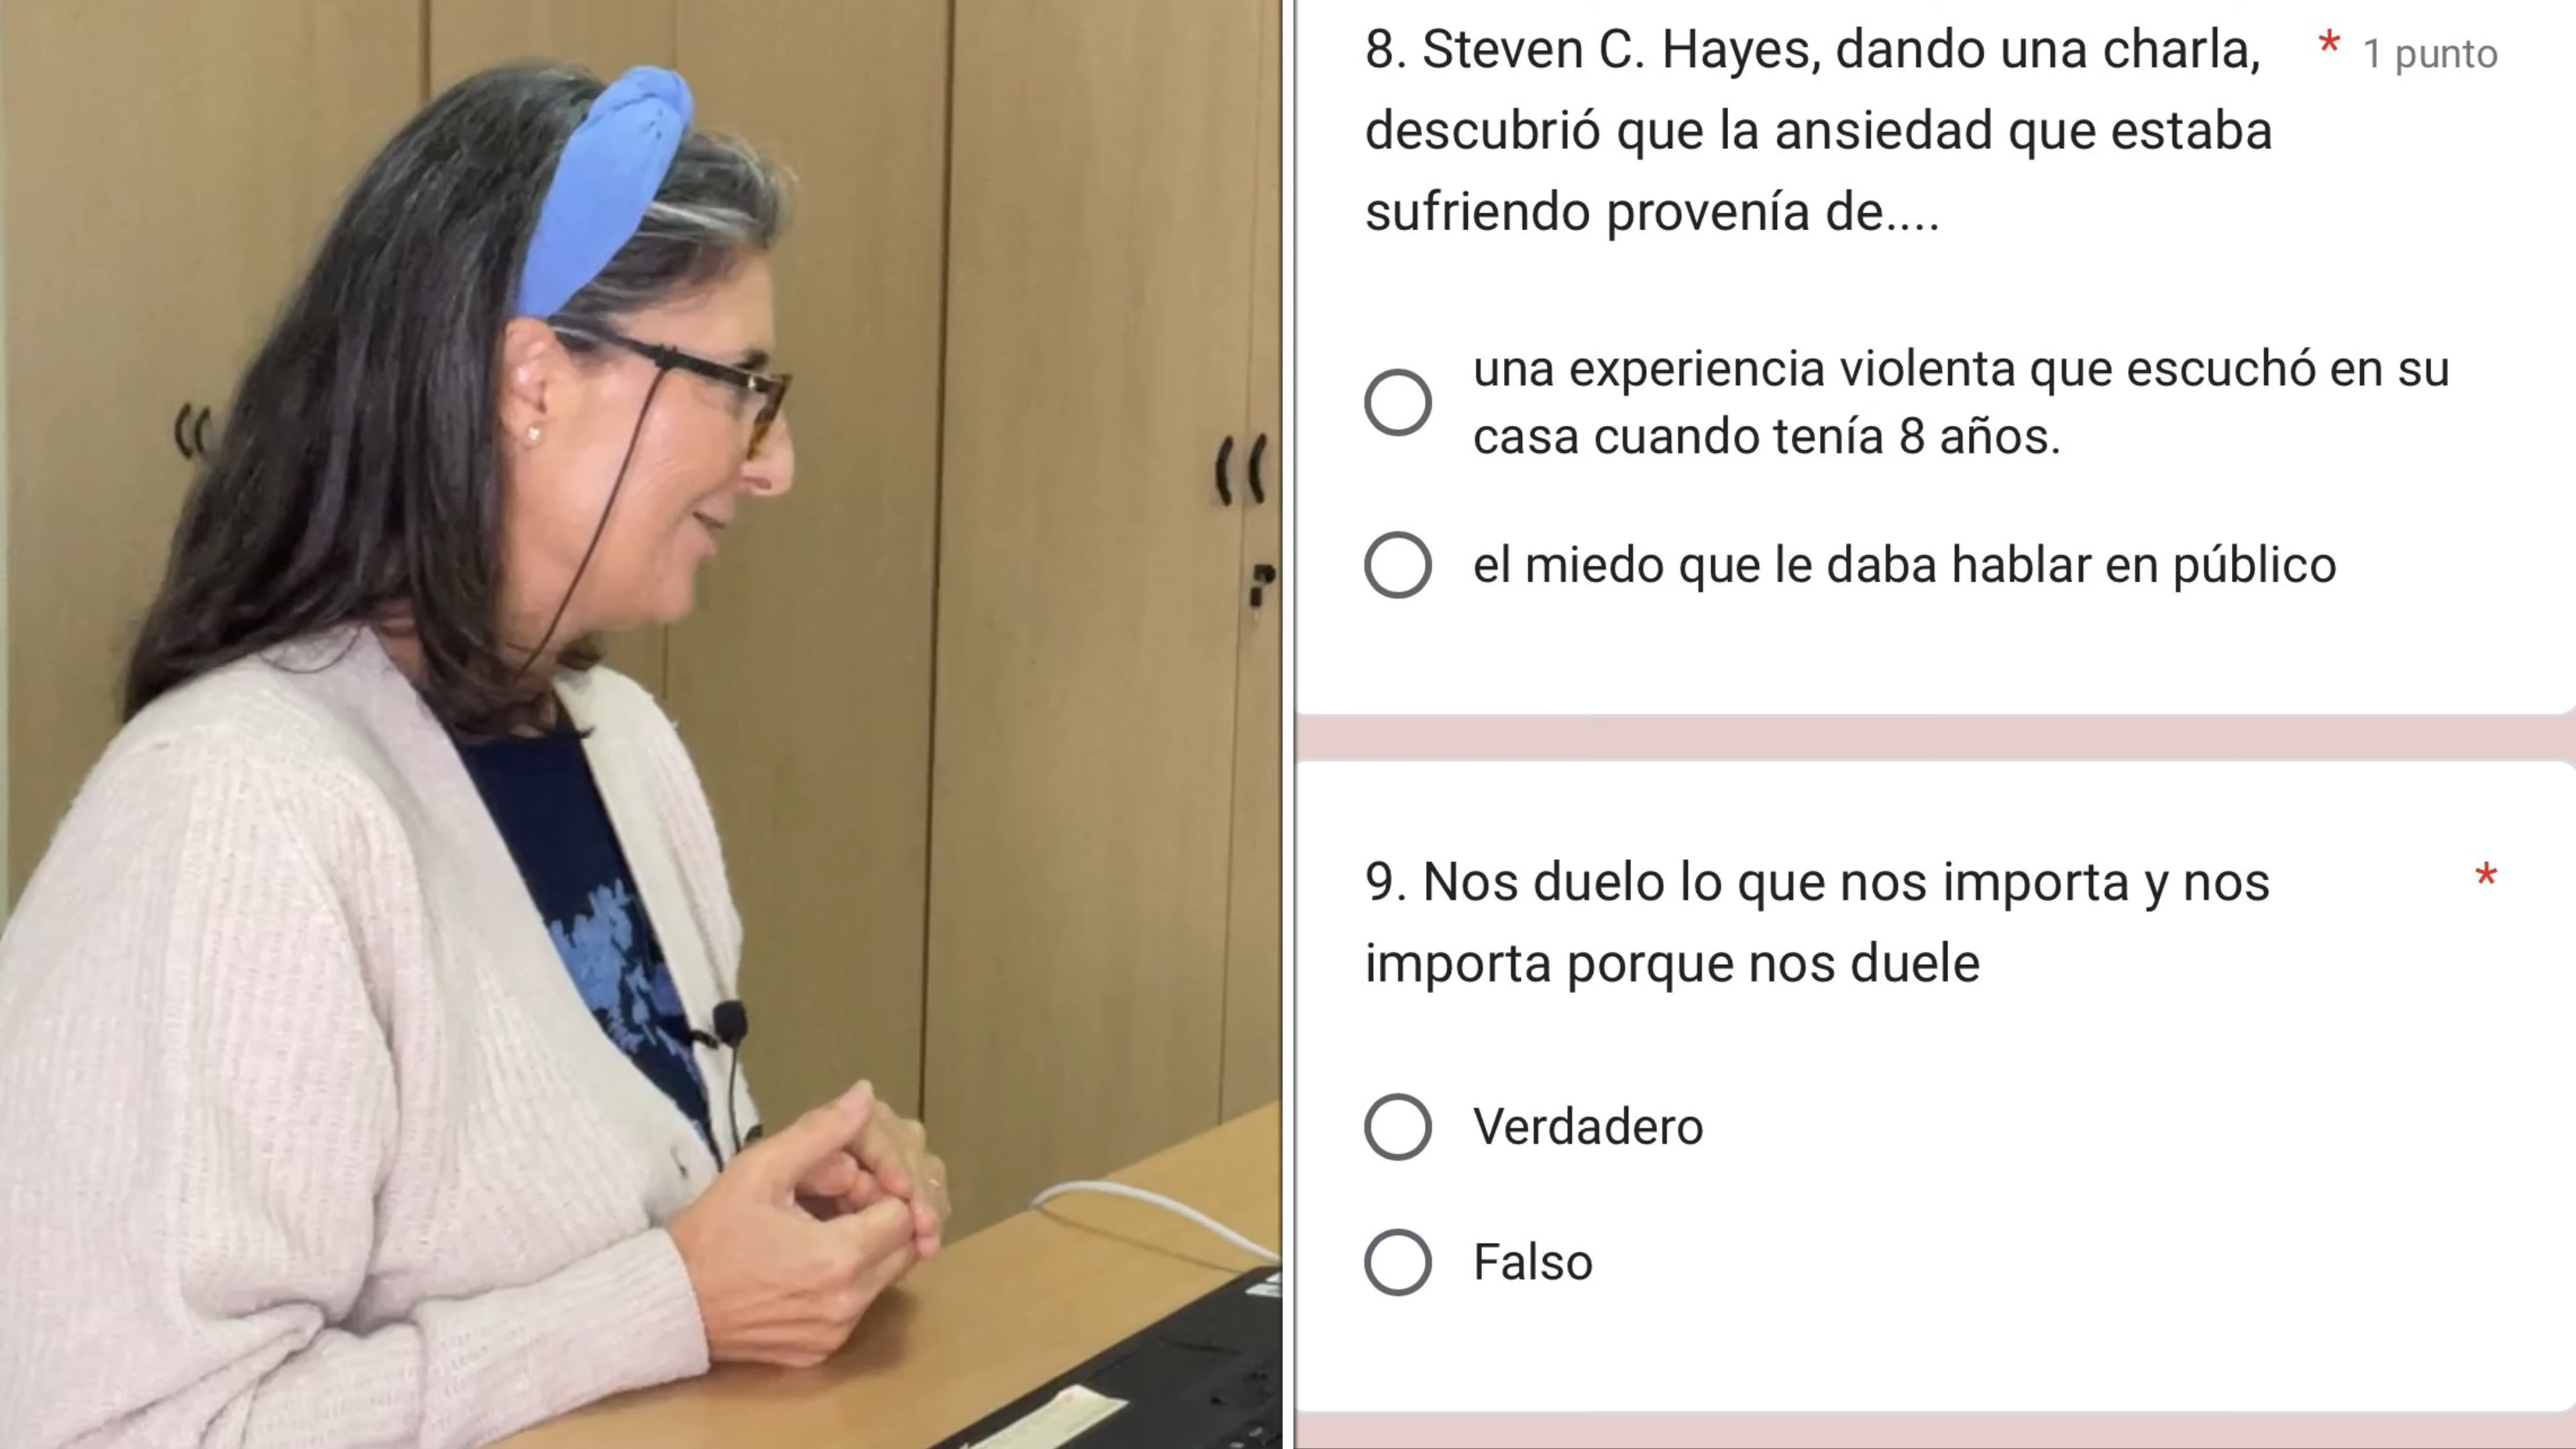 8. Steven C. Hayes, dando una charla, * 1 punto
descubrió que la ansiedad que estaba
sufriendo provenía de....
una experiencia violenta que escuchó en su
casa cuando tenía 8 años.
el miedo que le daba hablar en público
9. Nos duelo lo que nos importa y nos *
importa porque nos duele
Verdadero
Falso